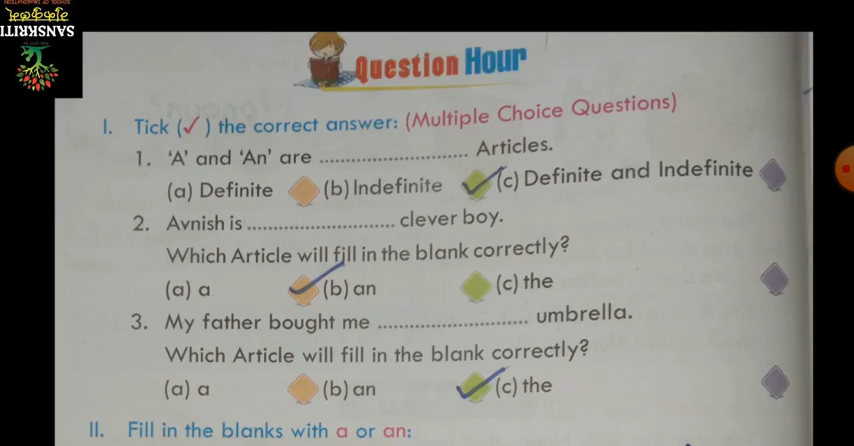 SANSKRITI
Question Hour
I. Tick (✓) the correct answer: (Multiple Choice Questions)
1. ‘A’ and ‘An’ are ............................ Articles.
(a) Definite (b) Indefinite (c) Definite and Indefinite
2. Avnish is ............................ clever boy.
Which Article will fill in the blank correctly?
(a) a (b) an (c) the
3. My father bought me ............................ umbrella.
Which Article will fill in the blank correctly?
(a) a (b) an (c) the
II. Fill in the blanks with a or an: